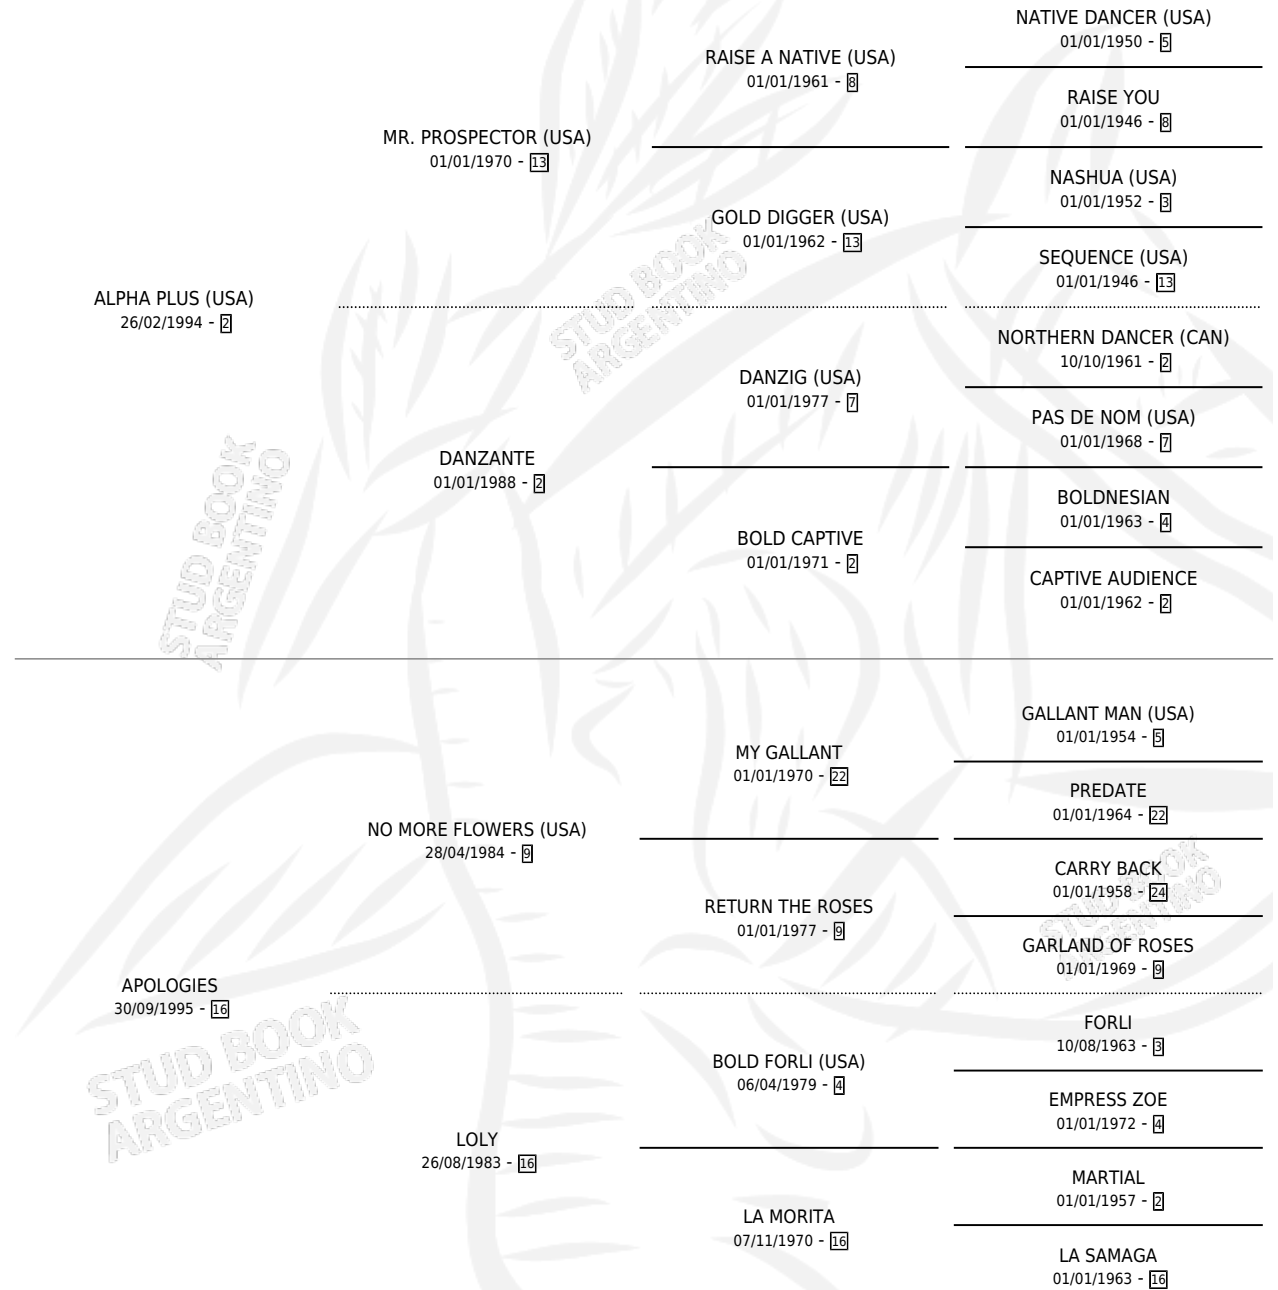 NATIVE DANCER (USA)
01/01/1950 - 5
RAISE A NATIVE (USA)
01/01/1961 - 8
RAISE YOU
01/01/1946 - 8
MR. PROSPECTOR (USA)
01/01/1970 - 13
NASHUA (USA)
01/01/1952 - 3
GOLD DIGGER (USA)
01/01/1962 - 13
SEQUENCE (USA)
01/01/1946 - 13
ALPHA PLUS (USA)
26/02/1994 - 2
STUD BOOK
ARGENTINO
NORTHERN DANCER (CAN)
10/10/1961 - 2
DANZIG (USA)
01/01/1977 - 7
PAS DE NOM (USA)
01/01/1968 - 7
DANZANTE
01/01/1988 - 2
BOLDNESIAN
01/01/1963 - 4
BOLD CAPTIVE
01/01/1971 - 2
CAPTIVE AUDIENCE
01/01/1962 - 2
STUD BOOK
ARGENTINO
GALLANT MAN (USA)
01/01/1954 - 5
MY GALLANT
01/01/1970 - 22
PREDATE
01/01/1964 - 22
NO MORE FLOWERS (USA)
28/04/1984 - 9
CARRY BACK
01/01/1958 - 24
STUD BOOK
ARGENTINO
RETURN THE ROSES
01/01/1977 - 9
GARLAND OF ROSES
01/01/1969 - 9
APOLOGIES
30/09/1995 - 16
STUD BOOK
ARGENTINO
FORLI
10/08/1963 - 3
BOLD FORLI (USA)
06/04/1979 - 4
EMPRESS ZOE
01/01/1972 - 4
LOLY
26/08/1983 - 16
MARTIAL
01/01/1957 - 2
LA MORITA
07/11/1970 - 16
LA SAMAGA
01/01/1963 - 16